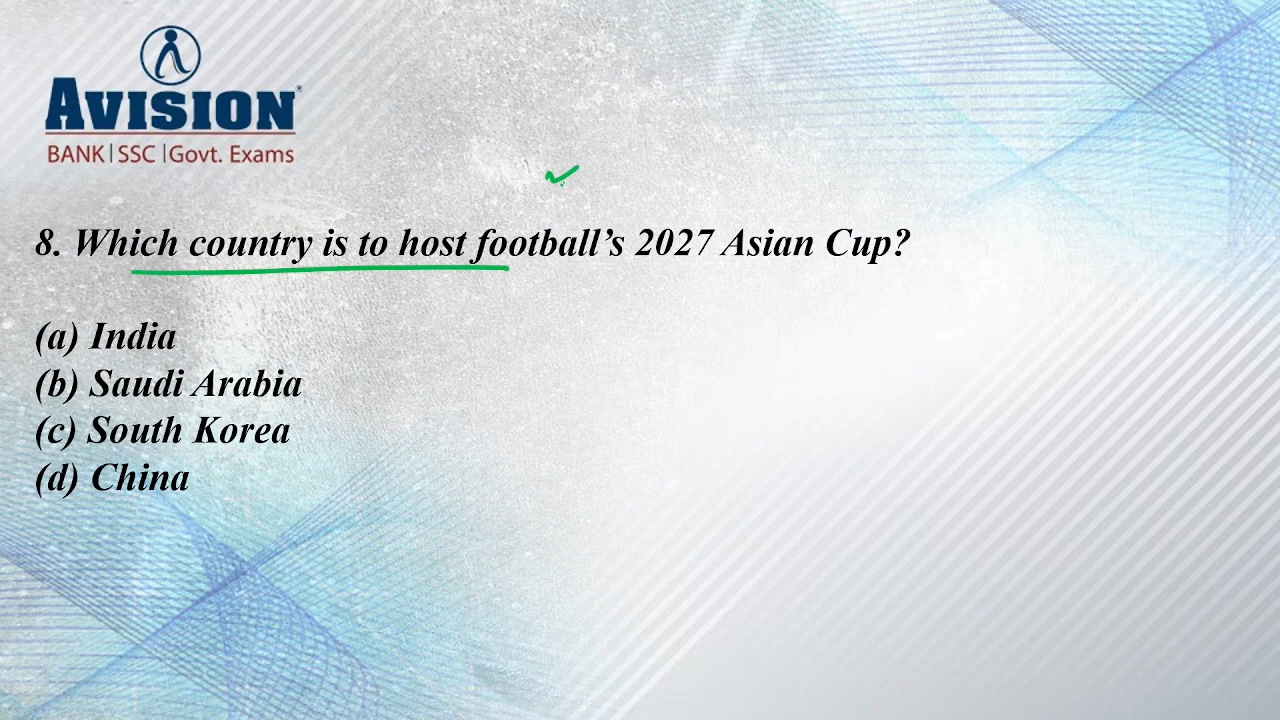 AVISION
BANK | SSC | Govt. Exams
8. Which country is to host football's 2027 Asian Cup?
(a) India
(b) Saudi Arabia
(c) South Korea
(d) China